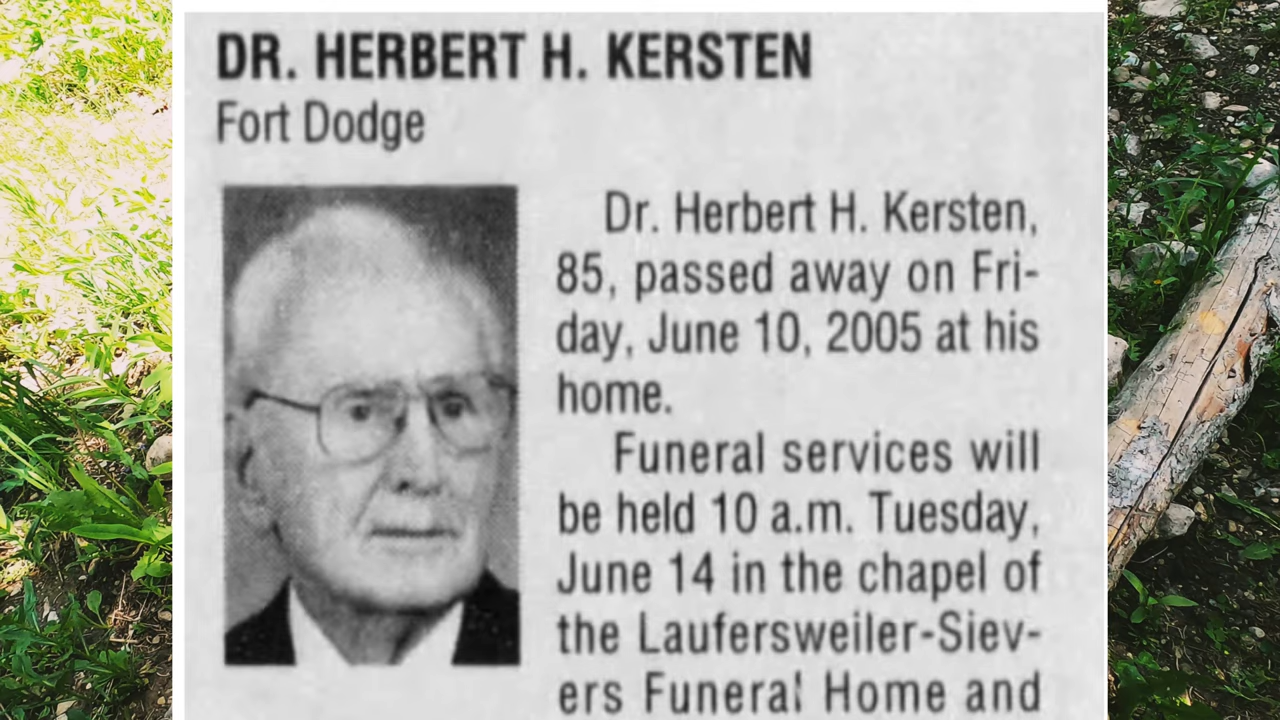 DR. HERBERT H. KERSTEN
Fort Dodge
Dr. Herbert H. Kersten,
85, passed away on Fri-
day, June 10, 2005 at his
home.
Funeral services will
be held 10 a.m. Tuesday,
June 14 in the chapel of
the Laufersweiler-Siev-
ers Funeral Home and